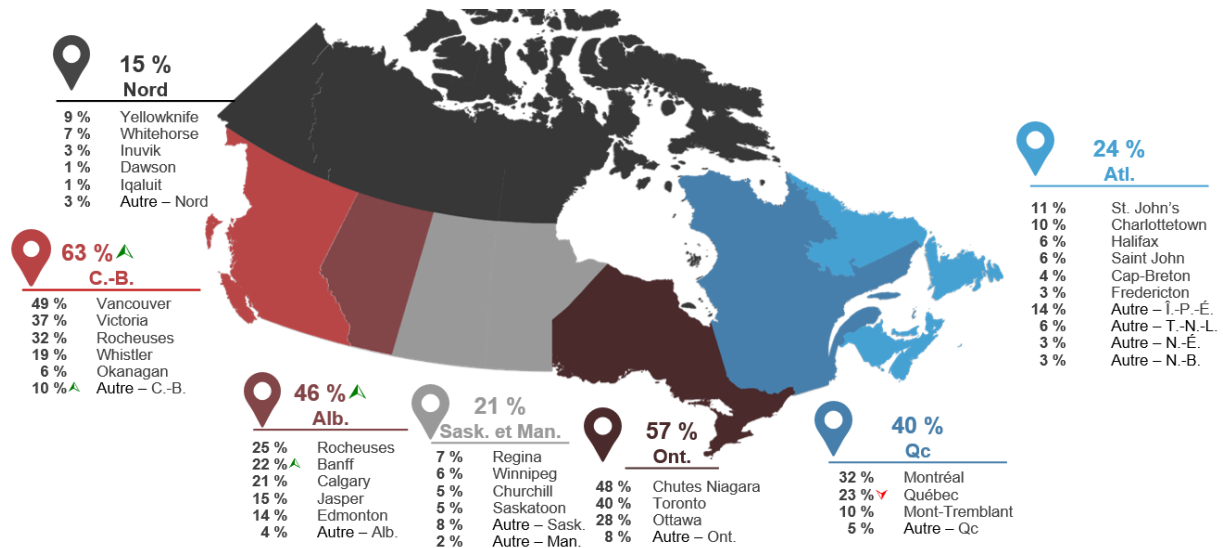 15 %
Nord
9 % Yellowknife
7 % Whitehorse
3 % Inuvik
1 % Dawson
1 % Iqaluit
3 % Autre – Nord
63 %
C.-B.
49 % Vancouver
37 % Victoria
32 % Rocheuses
19 % Whistler
6 % Okanagan
10 % Autre – C.-B.
46 %
Alb.
25 % Rocheuses
22 % Banff
21 % Calgary
15 % Jasper
14 % Edmonton
4 % Autre – Alb.
21 %
Sask. et Man.
7 % Regina
6 % Winnipeg
5 % Churchill
5 % Saskatoon
8 % Autre – Sask.
2 % Autre – Man.
57 %
Ont.
48 % Chutes Niagara
40 % Toronto
28 % Ottawa
8 % Autre – Ont.
40 %
Qc
32 % Montréal
23 % Québec
10 % Mont-Tremblant
5 % Autre – Qc
24 %
Atl.
11 % St. John's
10 % Charlottetown
6 % Halifax
6 % Saint John
4 % Cap-Breton
3 % Fredericton
14 % Autre – Î.-P.-É.
6 % Autre – T.-N.-L.
3 % Autre – N.-É.
3 % Autre – N.-B.